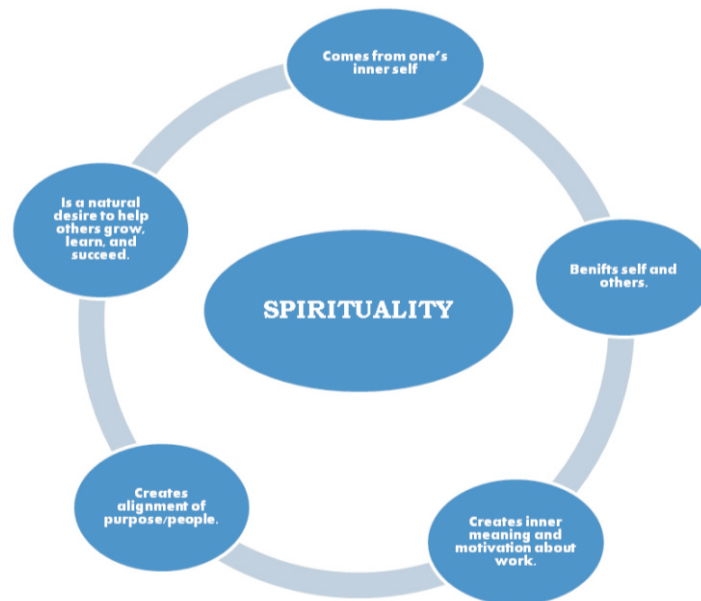 Comes from one's
inner self
Is a natural
desire to help
others grow,
learn, and
succeed.
Benifts self and
others.
SPIRITUALITY
Creates
alignment of
purpose/people.
Creates inner
meaning and
motivation about
work.